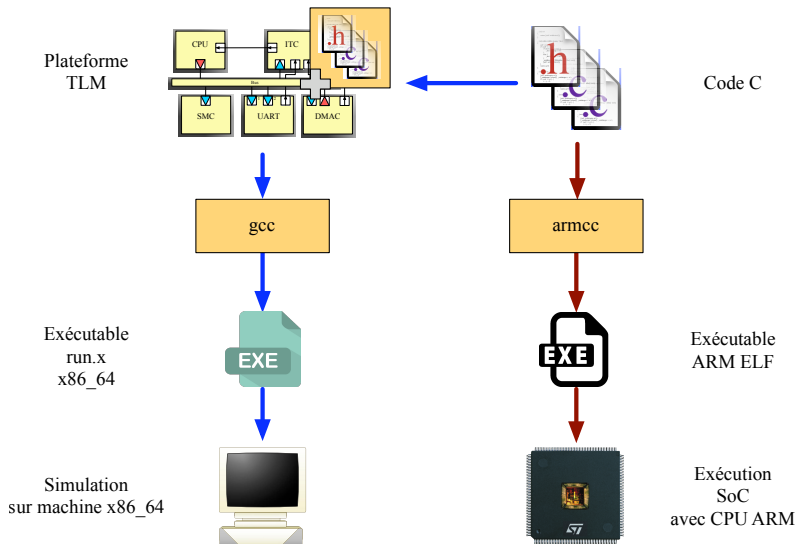 Plateforme
TLM
CPU
ITC
Bus
SMC
UART
DMAC
.h
.c
.c
.h
.c
.c
Code C
gcc
armcc
Exécutable
run.x
x86_64
EXE
EXE
Exécutable
ARM ELF
Simulation
sur machine x86_64
ST
Exécution
SoC
avec CPU ARM